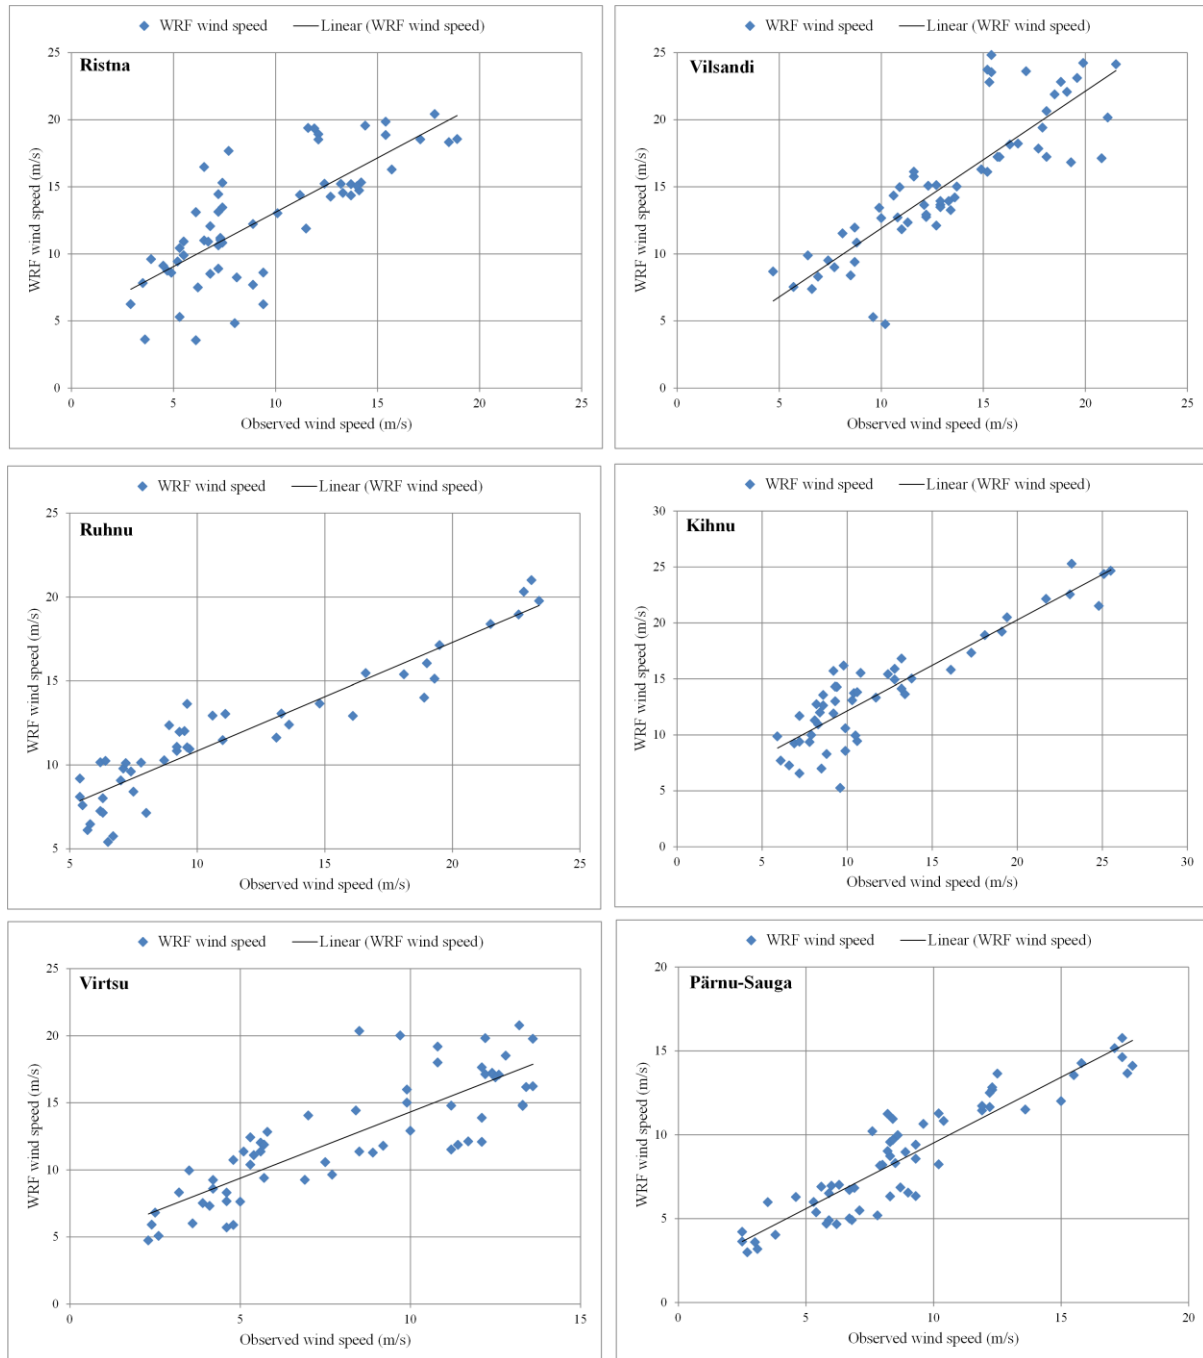 WRF wind speed Linear (WRF wind speed)
Ristna
25
20
15
10
5
0
WRF wind speed (m/s)
0 5 10 15 20 25
Observed wind speed (m/s)
WRF wind speed Linear (WRF wind speed)
Vilsandi
25
20
15
10
5
0
WRF wind speed (m/s)
0 5 10 15 20 25
Observed wind speed (m/s)
WRF wind speed Linear (WRF wind speed)
Ruhnu
25
20
15
10
5
WRF wind speed (m/s)
5 10 15 20 25
Observed wind speed (m/s)
WRF wind speed Linear (WRF wind speed)
Kihnu
30
25
20
15
10
5
0
WRF wind speed (m/s)
0 5 10 15 20 25 30
Observed wind speed (m/s)
WRF wind speed Linear (WRF wind speed)
Virtsu
25
20
15
10
5
0
WRF wind speed (m/s)
0 5 10 15
Observed wind speed (m/s)
WRF wind speed Linear (WRF wind speed)
Pärnu-Sauga
20
15
10
5
0
WRF wind speed (m/s)
0 5 10 15 20
Observed wind speed (m/s)